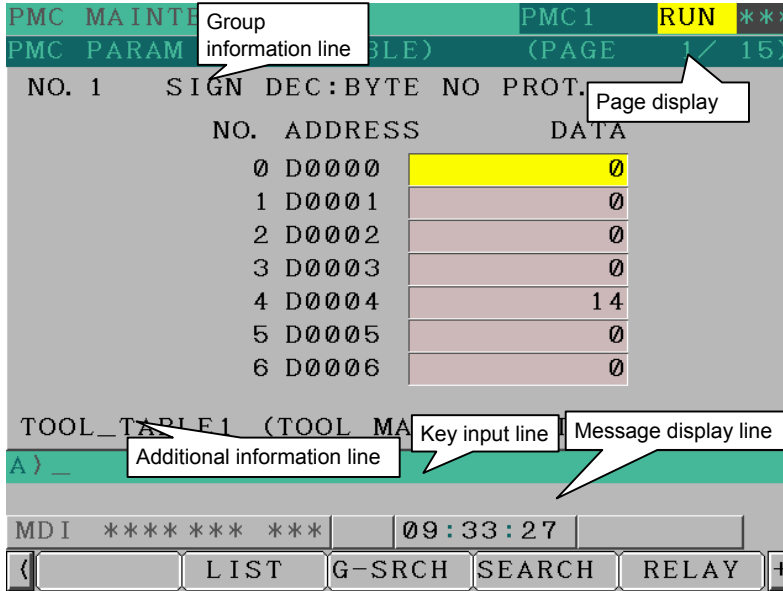 PMC MAINTE PMC1 RUN ***
Group information line
PMC PARAM BLE) (PAGE 1/ 15)
NO. 1 SIGN DEC:BYTE NO PROT.
Page display
NO. ADDRESS DATA
0 D0000 0
1 D0001 0
2 D0002 0
3 D0003 0
4 D0004 14
5 D0005 0
6 D0006 0
TOOL_TABLE1 (TOOL MA
Key input line
Message display line
Additional information line
A)_
MDI **** *** *** 09:33:27
( LIST G-SRCH SEARCH RELAY +